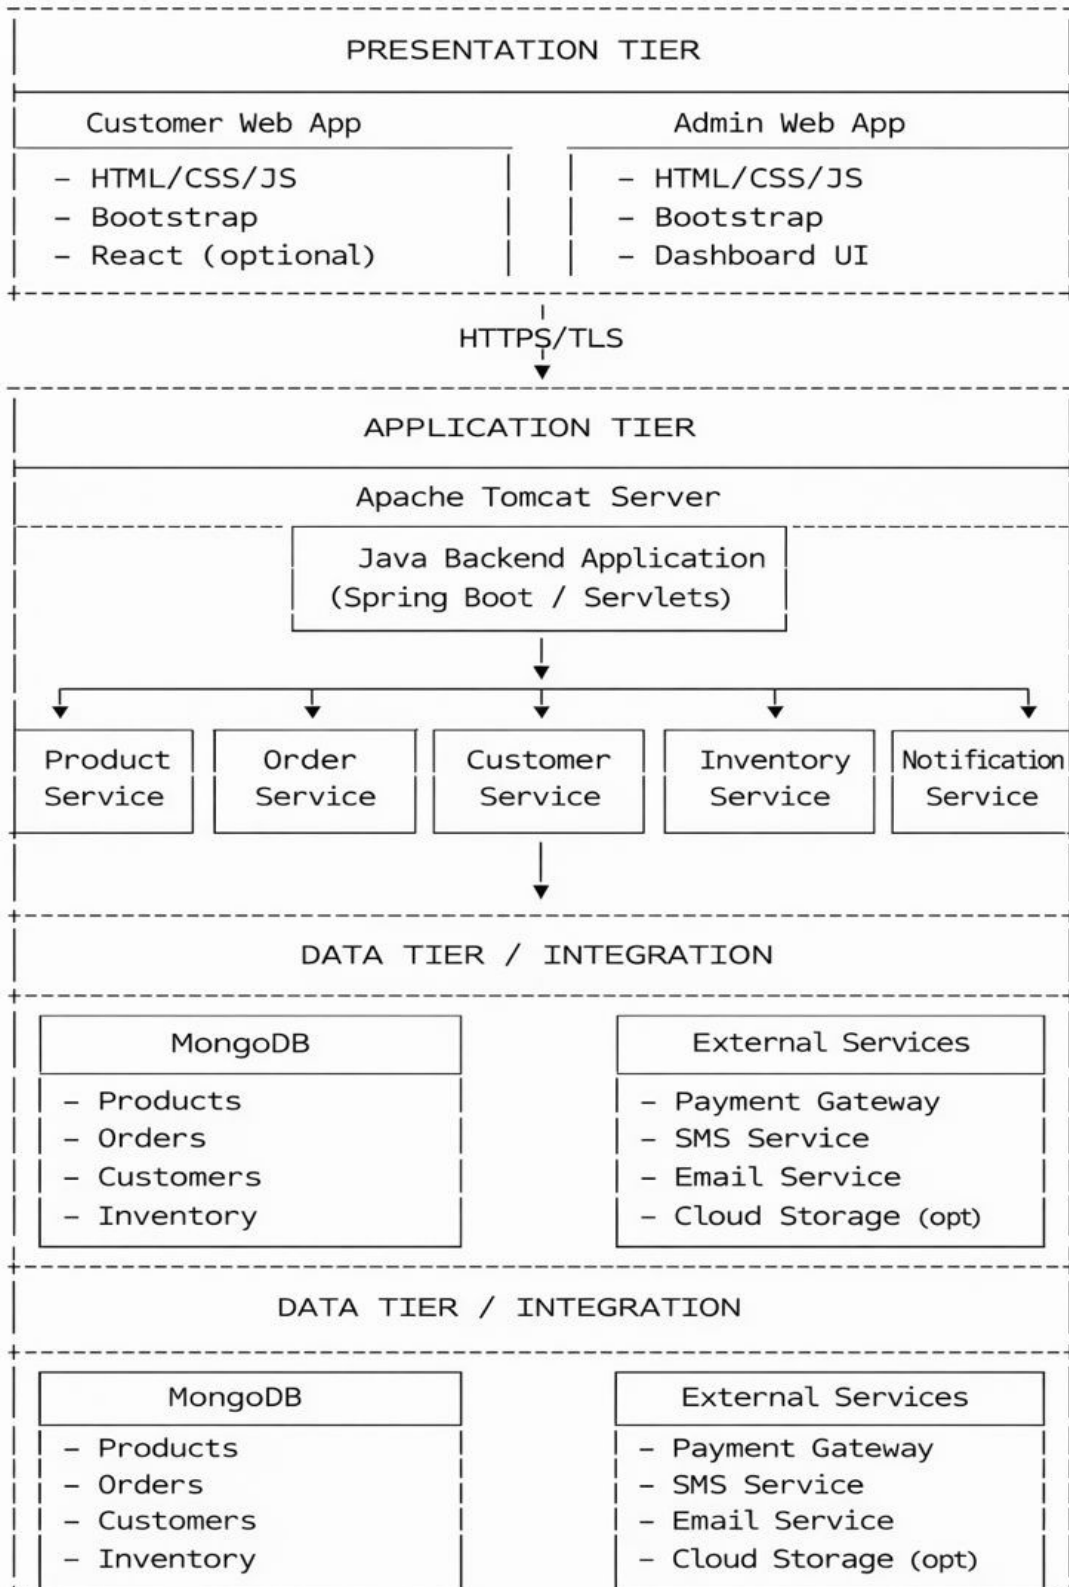 PRESENTATION TIER
Customer Web App
– HTML/CSS/JS
– Bootstrap
– React (optional)
Admin Web App
– HTML/CSS/JS
– Bootstrap
– Dashboard UI
HTTPS/TLS
APPLICATION TIER
Apache Tomcat Server
Java Backend Application
(Spring Boot / Servlets)
Product
Service
Order
Service
Customer
Service
Inventory
Service
Notification
Service
DATA TIER / INTEGRATION
MongoDB
– Products
– Orders
– Customers
– Inventory
External Services
– Payment Gateway
– SMS Service
– Email Service
– Cloud Storage (opt)
DATA TIER / INTEGRATION
MongoDB
– Products
– Orders
– Customers
– Inventory
External Services
– Payment Gateway
– SMS Service
– Email Service
– Cloud Storage (opt)